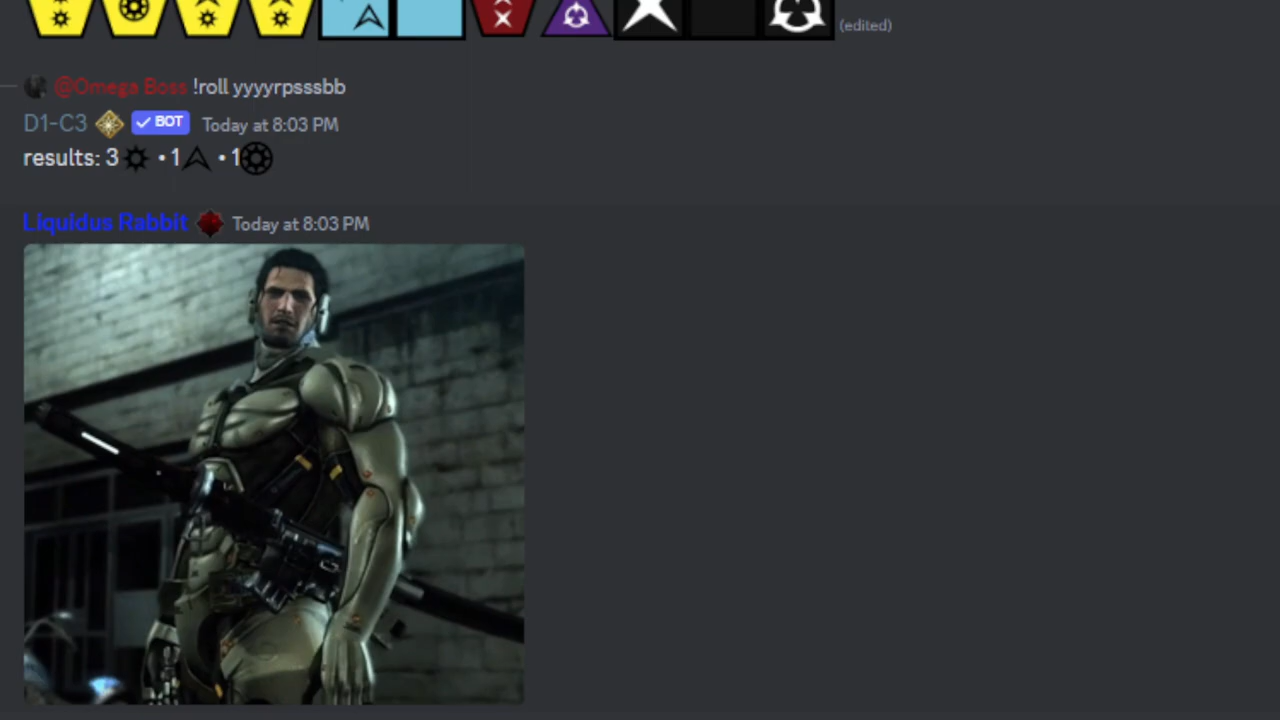 (edited)
@Omega Boss !roll yyyyrpsssbb
D1-C3 BOT Today at 8:03 PM
results: 3 • 1 • 1
Liquidus Rabbit Today at 8:03 PM